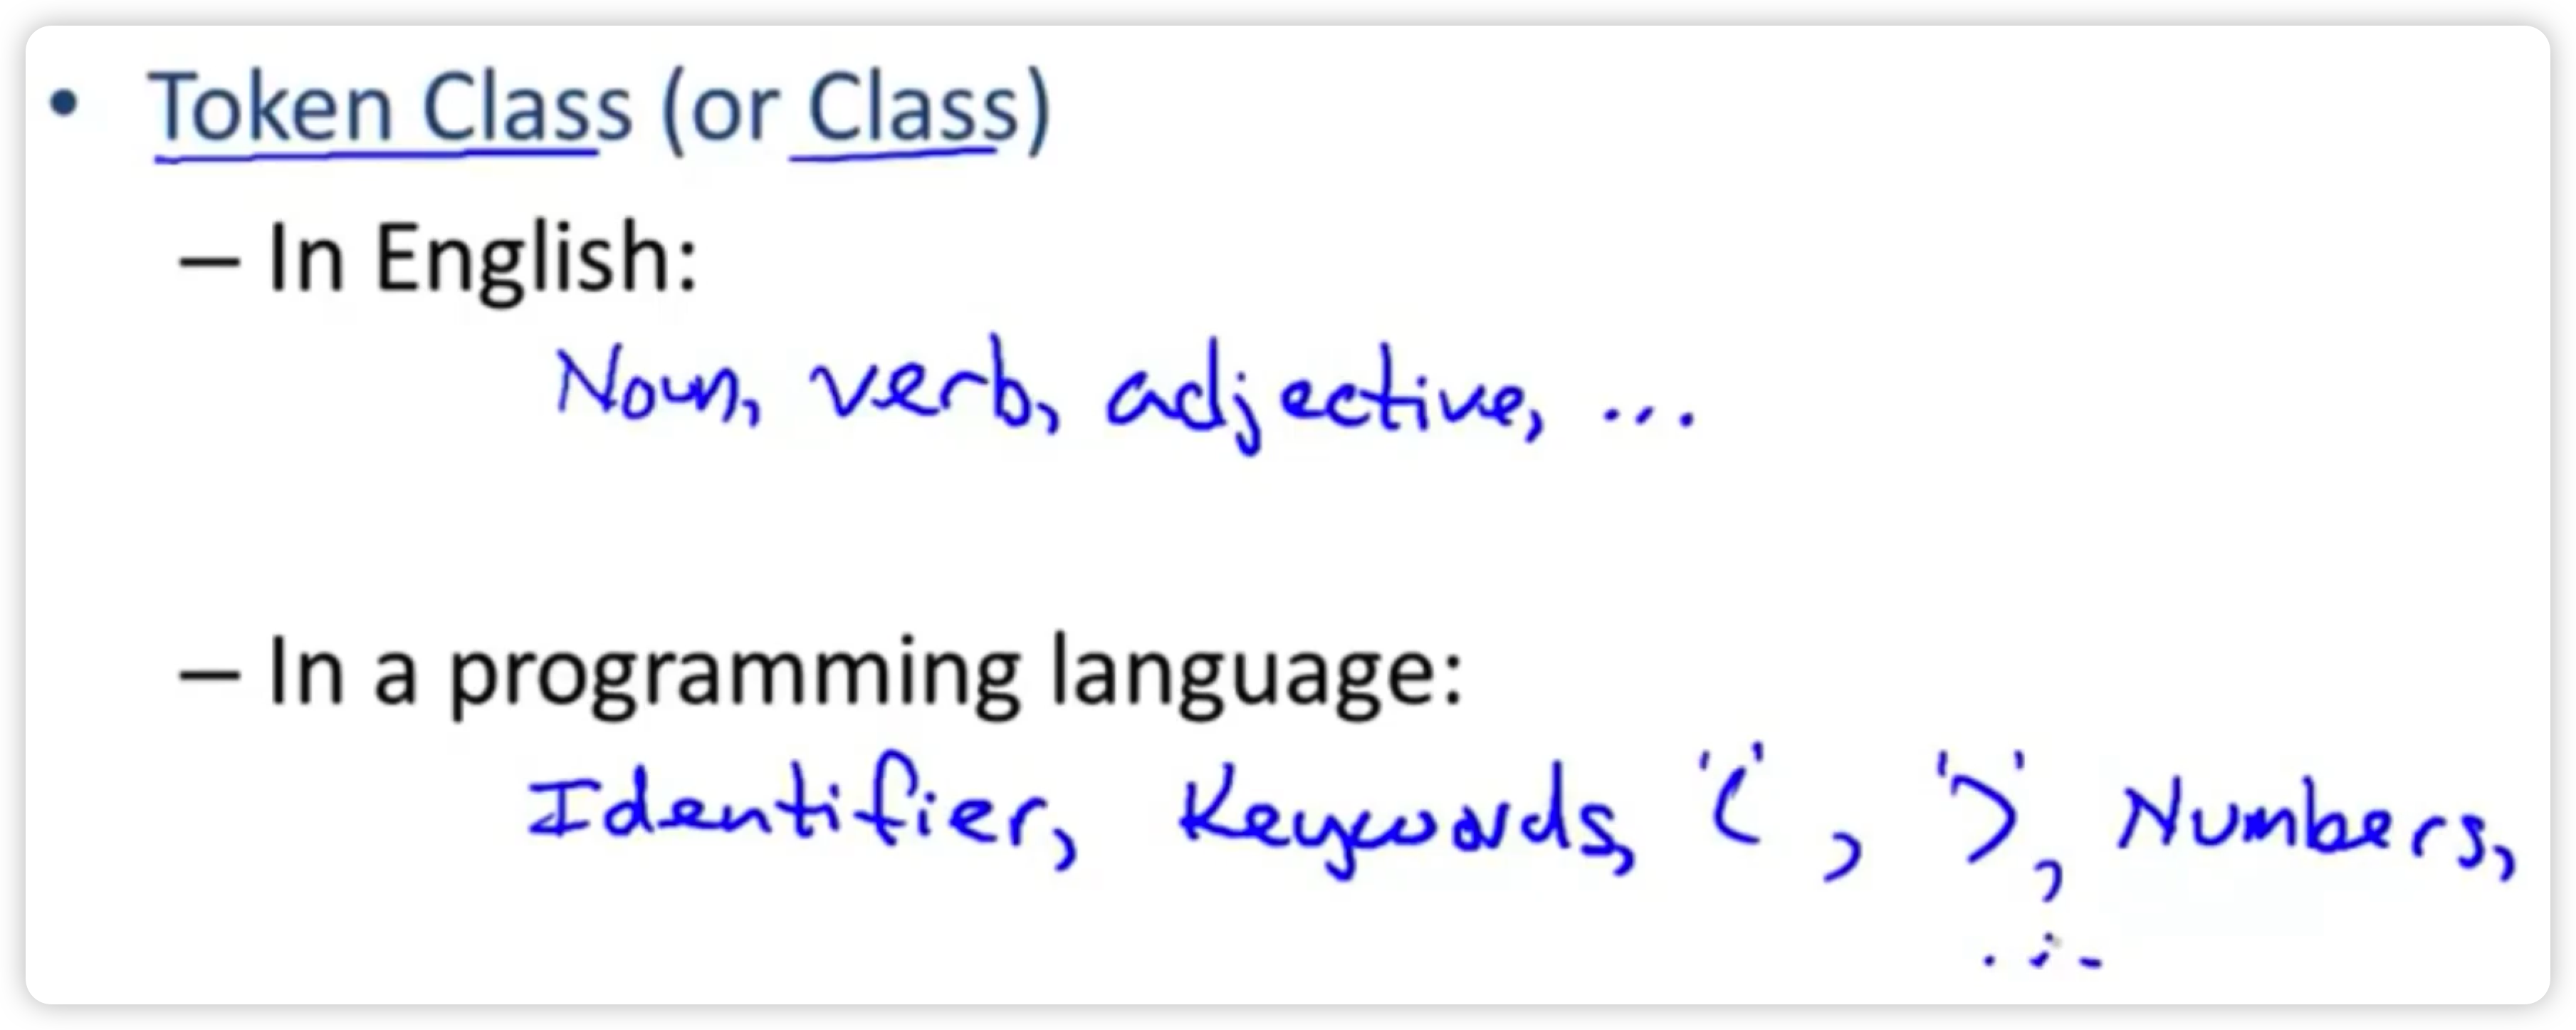 • Token Class (or Class)
– In English:
Noun, verb, adjective, ...
– In a programming language:
Identifier, Keywords, '(', ')', Numbers,
...